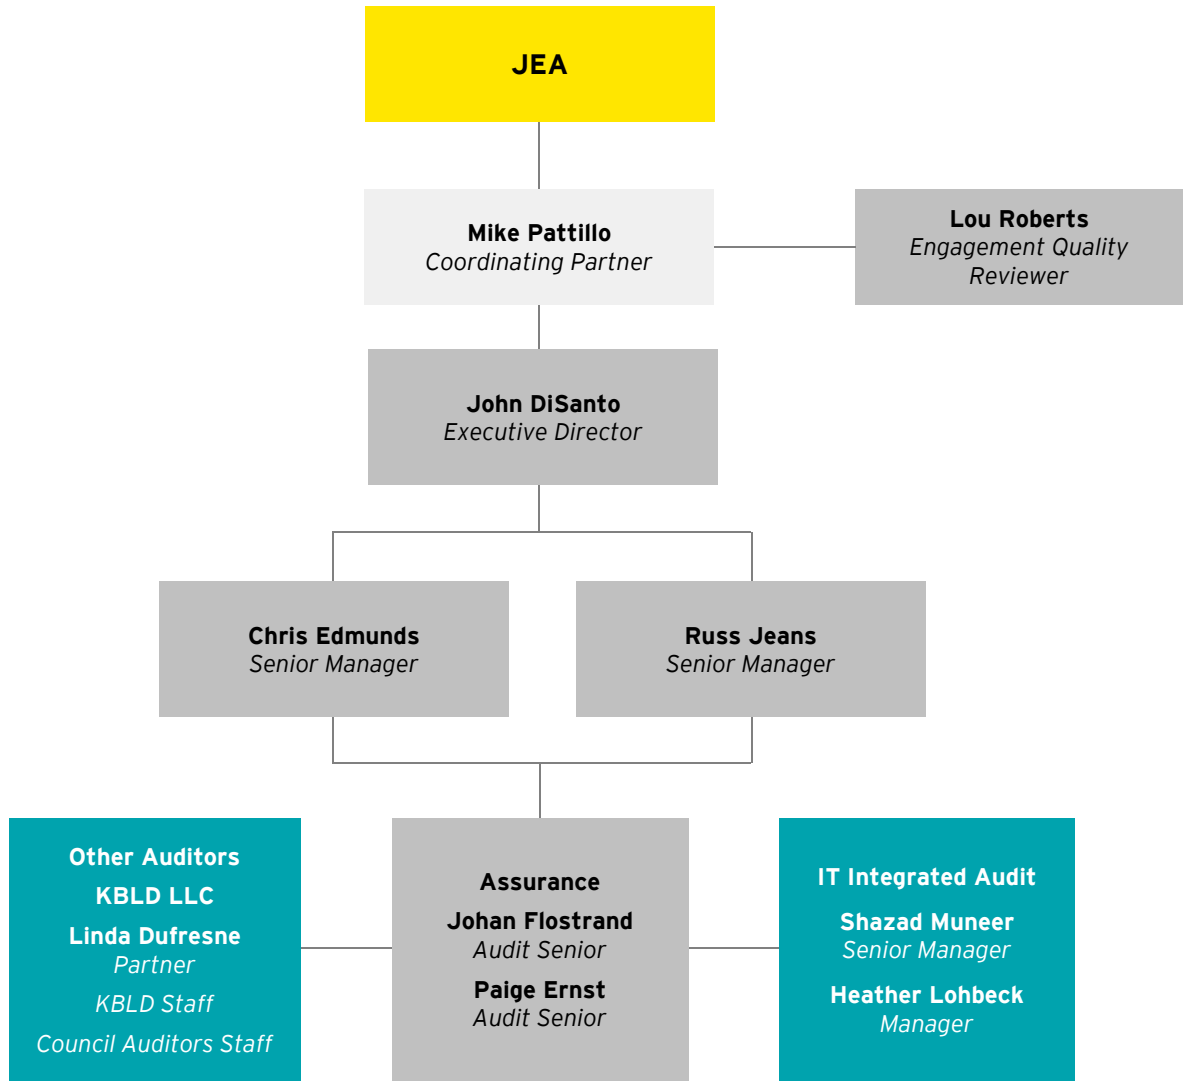 JEA
Mike Pattillo
Coordinating Partner
Lou Roberts
Engagement Quality
Reviewer
John DiSanto
Executive Director
Chris Edmunds
Senior Manager
Russ Jeans
Senior Manager
Other Auditors
KBLD LLC
Linda Dufresne
Partner
KBLD Staff
Council Auditors Staff
Assurance
Johan Flostrand
Audit Senior
Paige Ernst
Audit Senior
IT Integrated Audit
Shazad Muneer
Senior Manager
Heather Lohbeck
Manager